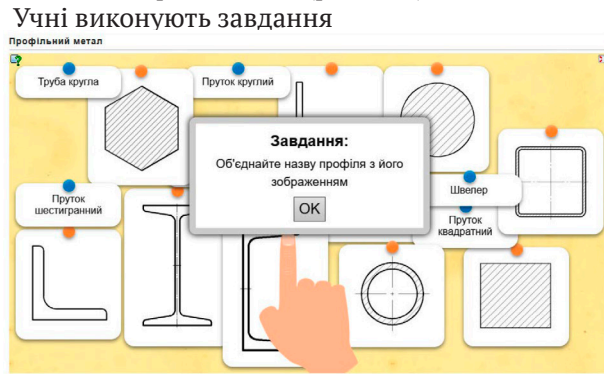 Учні виконують завдання
Профільний метал
Труба кругла
Пруток круглий
Завдання:
Об'єднайте назву профіля з його
зображенням
OK
Пруток
шестигранний
Швелер
Пруток
квадратний